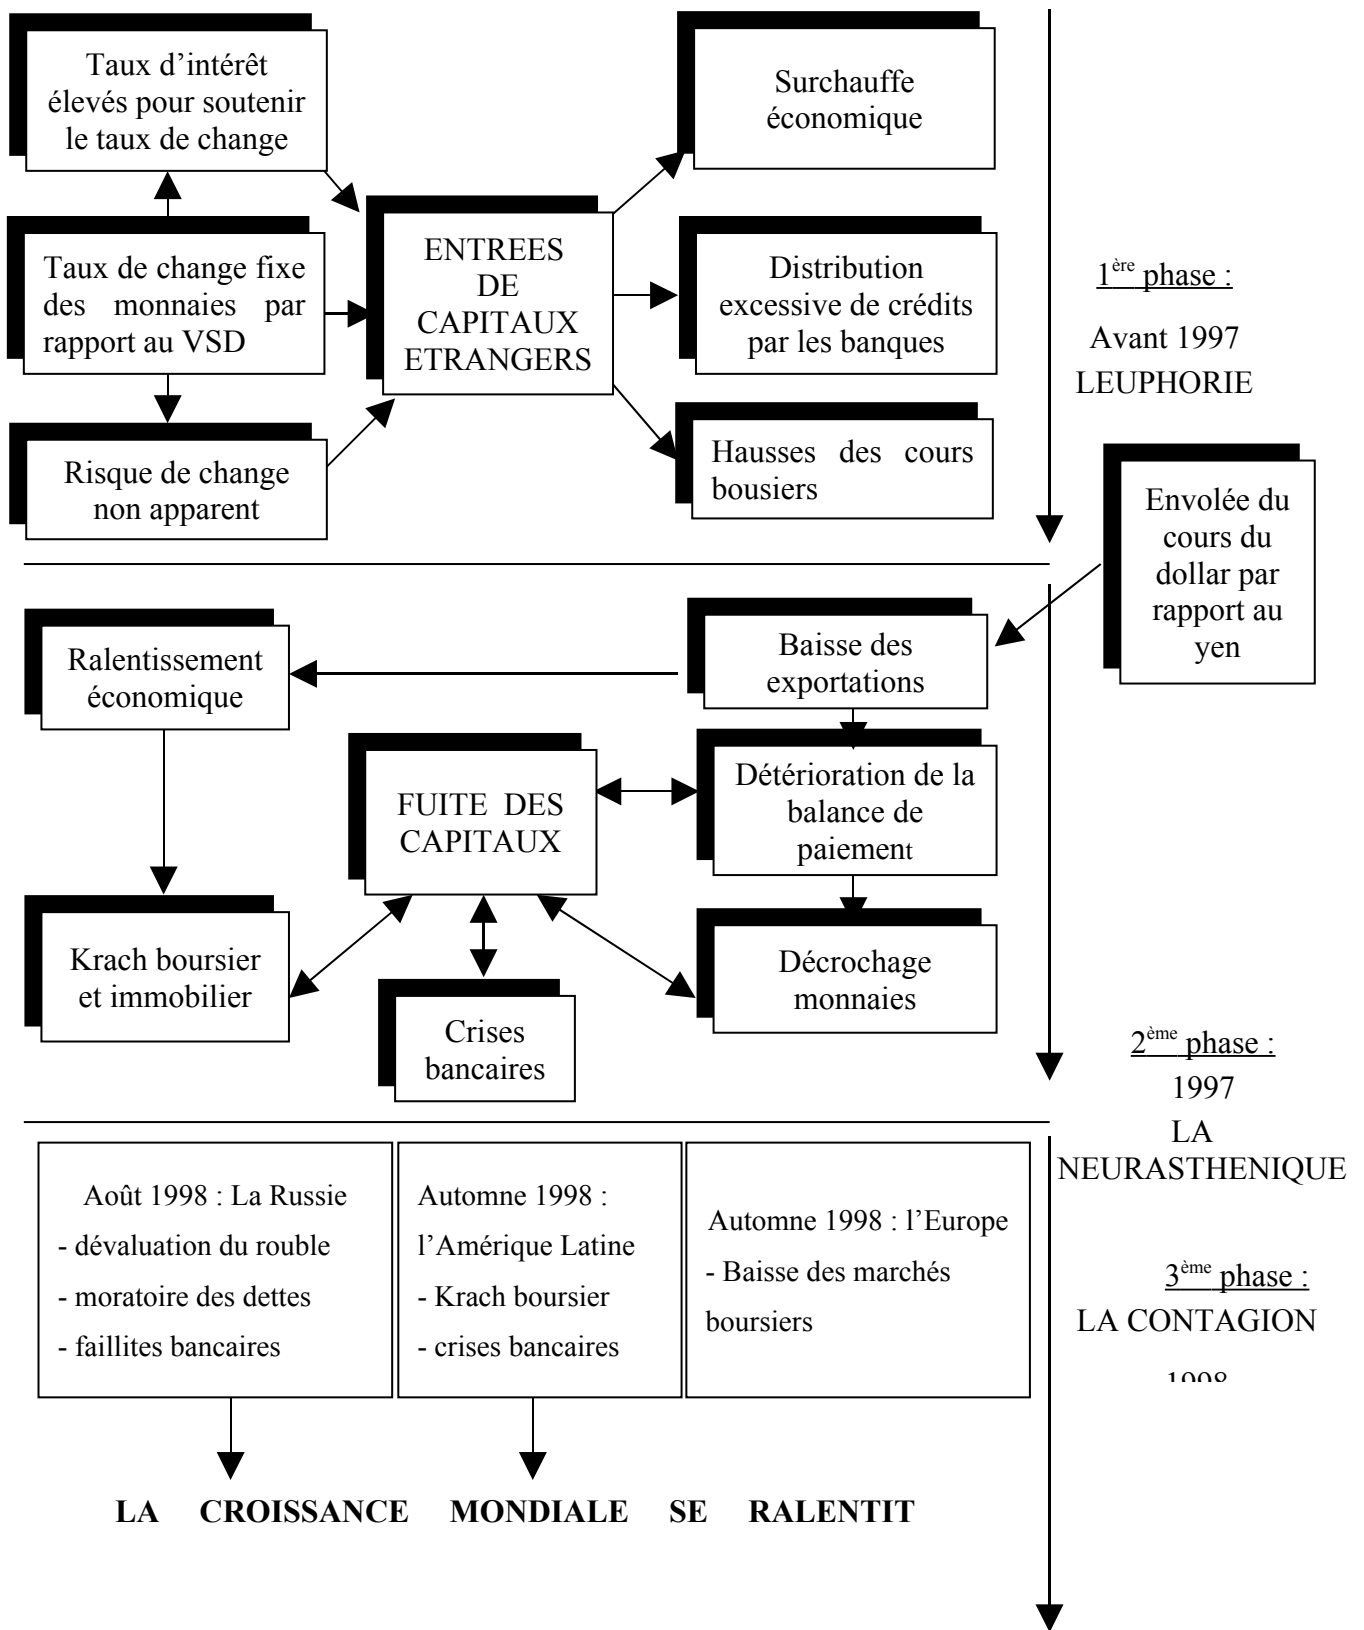 Taux d’intérêt
élevés pour soutenir
le taux de change
Surchauffe
économique
Taux de change fixe
des monnaies par
rapport au VSD
ENTREES
DE
CAPITAUX
ETRANGERS
Distribution
excessive de crédits
par les banques
1ère phase :
Avant 1997
LEUPHORIE
Risque de change
non apparent
Hausses des cours
bousiers
Envolée du
cours du
dollar par
rapport au
yen
Ralentissement
économique
Baisse des
exportations
FUITE DES
CAPITAUX
Détérioration de la
balance de
paiement
Krach boursier
et immobilier
Crises
bancaires
Décrochage
monnaies
2ème phase :
1997
LA
NEURASTHENIQUE
Août 1998 : La Russie
- dévaluation du rouble
- moratoire des dettes
- faillites bancaires
Automne 1998 :
l’Amérique Latine
- Krach boursier
- crises bancaires
Automne 1998 : l’Europe
- Baisse des marchés
boursiers
3ème phase :
LA CONTAGION
1998
LA CROISSANCE MONDIALE SE RALENTIT